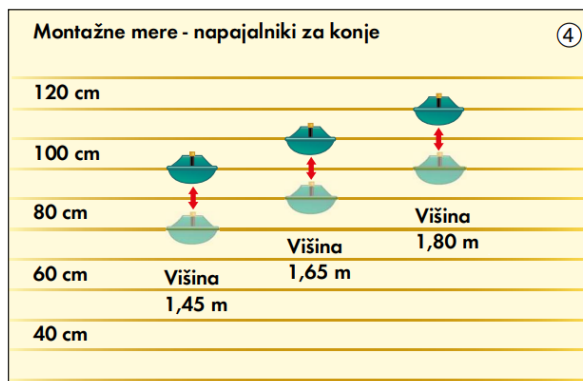 Montažne mere - napajalniki za konje
4
120 cm
100 cm
80 cm
60 cm
40 cm
Višina
1,45 m
Višina
1,65 m
Višina
1,80 m